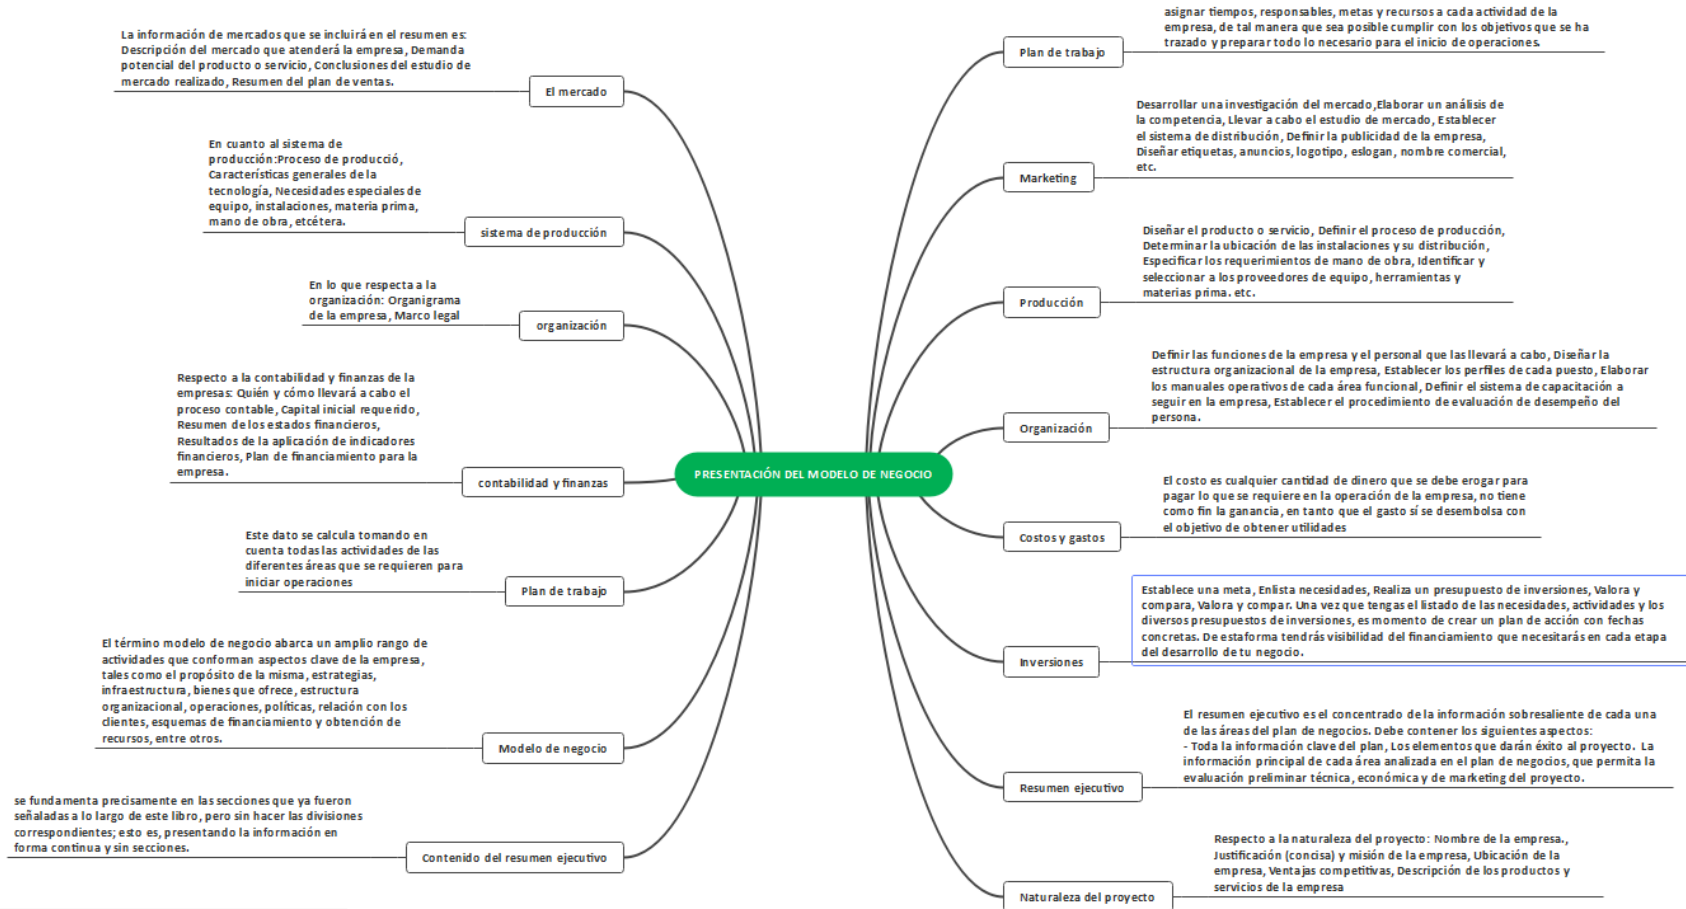 PRESENTACIÓN DEL MODELO DE NEGOCIO
asignar tiempos, responsables, metas y recursos a cada actividad de la
empresa, de tal manera que sea posible cumplir con los objetivos que se ha
trazado y preparar todo lo necesario para el inicio de operaciones.
Plan de trabajo
Desarrollar una investigación del mercado,Elaborar un análisis de
la competencia, Llevar a cabo el estudio de mercado, Establecer
el sistema de distribución, Definir la publicidad de la empresa,
Diseñar etiquetas, anuncios, logotipo, eslogan, nombre comercial,
etc.
Marketing
Diseñar el producto o servicio, Definir el proceso de producción,
Determinar la ubicación de las instalaciones y su distribución,
Especificar los requerimientos de mano de obra, Identificar y
seleccionar a los proveedores de equipo, herramientas y
materias prima. etc.
Producción
Definir las funciones de la empresa y el personal que las llevará a cabo, Diseñar la
estructura organizacional de la empresa, Establecer los perfiles de cada puesto, Elaborar
los manuales operativos de cada área funcional, Definir el sistema de capacitación a
seguir en la empresa, Establecer el procedimiento de evaluación de desempeño del
persona.
Organización
El costo es cualquier cantidad de dinero que se debe erogar para
pagar lo que se requiere en la operación de la empresa, no tiene
como fin la ganancia, en tanto que el gasto sí se desembolsa con
el objetivo de obtener utilidades
Costos y gastos
Establece una meta, Enlista necesidades, Realiza un presupuesto de inversiones, Valora y
compara, Valora y compar. Una vez que tengas el listado de las necesidades, actividades y los
diversos presupuestos de inversiones, es momento de crear un plan de acción con fechas
concretas. De estaforma tendrás visibilidad del financiamiento que necesitarás en cada etapa
del desarrollo de tu negocio.
Inversiones
El resumen ejecutivo es el concentrado de la información sobresaliente de cada una
de las áreas del plan de negocios. Debe contener los siguientes aspectos:
- Toda la información clave del plan, Los elementos que darán éxito al proyecto. La
información principal de cada área analizada en el plan de negocios, que permita la
evaluación preliminar técnica, económica y de marketing del proyecto.
Resumen ejecutivo
Respecto a la naturaleza del proyecto: Nombre de la empresa.,
Justificación (concisa) y misión de la empresa, Ubicación de la
empresa, Ventajas competitivas, Descripción de los productos y
servicios de la empresa
Naturaleza del proyecto
La información de mercados que se incluirá en el resumen es:
Descripción del mercado que atenderá la empresa, Demanda
potencial del producto o servicio, Conclusiones del estudio de
mercado realizado, Resumen del plan de ventas.
El mercado
En cuanto al sistema de
producción:Proceso de producció,
Características generales de la
tecnología, Necesidades especiales de
equipo, instalaciones, materia prima,
mano de obra, etcétera.
sistema de producción
En lo que respecta a la
organización: Organigrama
de la empresa, Marco legal
organización
Respecto a la contabilidad y finanzas de la
empresas: Quién y cómo llevará a cabo el
proceso contable, Capital inicial requerido,
Resumen de los estados financieros,
Resultados de la aplicación de indicadores
financieros, Plan de financiamiento para la
empresa.
contabilidad y finanzas
Este dato se calcula tomando en
cuenta todas las actividades de las
diferentes áreas que se requieren para
iniciar operaciones
Plan de trabajo
El término modelo de negocio abarca un amplio rango de
actividades que conforman aspectos clave de la empresa,
tales como el propósito de la misma, estrategias,
infraestructura, bienes que ofrece, estructura
organizacional, operaciones, políticas, relación con los
clientes, esquemas de financiamiento y obtención de
recursos, entre otros.
Modelo de negocio
se fundamenta precisamente en las secciones que ya fueron
señaladas a lo largo de este libro, pero sin hacer las divisiones
correspondientes; esto es, presentando la información en
forma continua y sin secciones.
Contenido del resumen ejecutivo